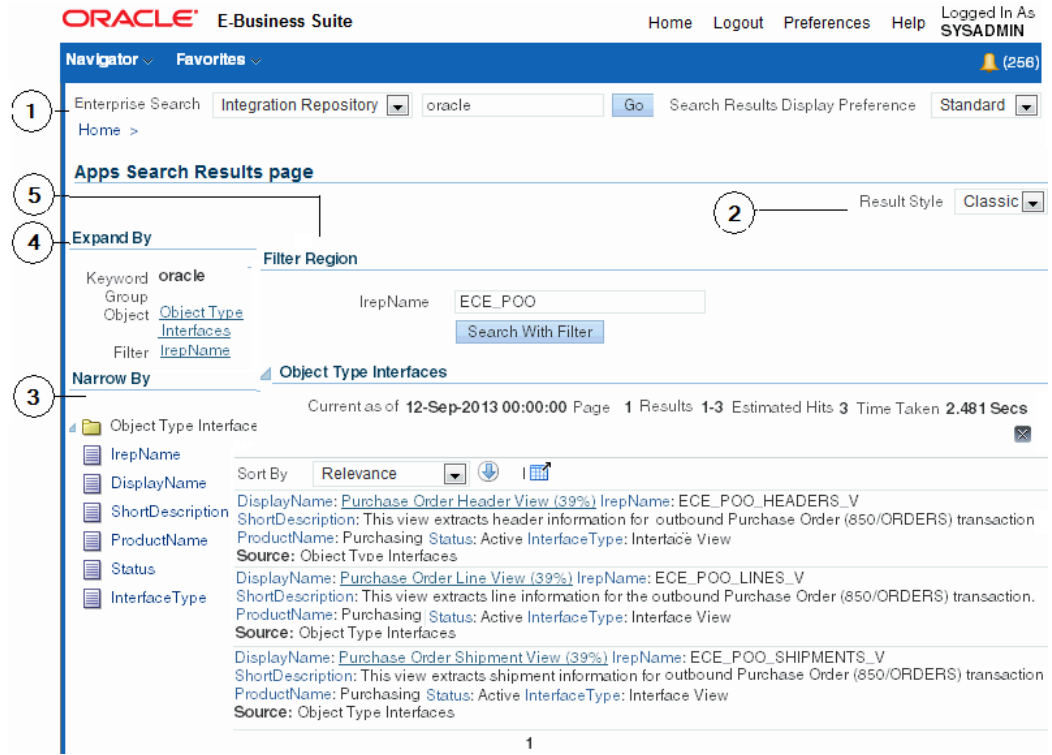 ORACLE E-Business Suite
Home Logout Preferences Help Logged In As SYSADMIN
Navigator Favorites (256)
1
Enterprise Search Integration Repository oracle Go Search Results Display Preference Standard
Home >
Apps Search Results page
5
2
Result Style Classic
4
Expand By
Filter Region
Keyword oracle
Group
Object Object Type Interfaces
Filter IrepName
IrepName ECE_POO
Search With Filter
Narrow By
3
Object Type Interfaces
Current as of 12-Sep-2013 00:00:00 Page 1 Results 1-3 Estimated Hits 3 Time Taken 2.481 Secs
Object Type Interface
IrepName
DisplayName
ShortDescription
ProductName
Status
InterfaceType
Sort By Relevance
DisplayName: Purchase Order Header View (39%) IrepName: ECE_POO_HEADERS_V
ShortDescription: This view extracts header information for outbound Purchase Order (850/ORDERS) transaction
ProductName: Purchasing Status: Active InterfaceType: Interface View
Source: Object Type Interfaces
DisplayName: Purchase Order Line View (39%) IrepName: ECE_POO_LINES_V
ShortDescription: This view extracts line information for the outbound Purchase Order (850/ORDERS) transaction.
ProductName: Purchasing Status: Active InterfaceType: Interface View
Source: Object Type Interfaces
DisplayName: Purchase Order Shipment View (39%) IrepName: ECE_POO_SHIPMENTS_V
ShortDescription: This view extracts shipment information for outbound Purchase Order (850/ORDERS) transaction
ProductName: Purchasing Status: Active InterfaceType: Interface View
Source: Object Type Interfaces
1